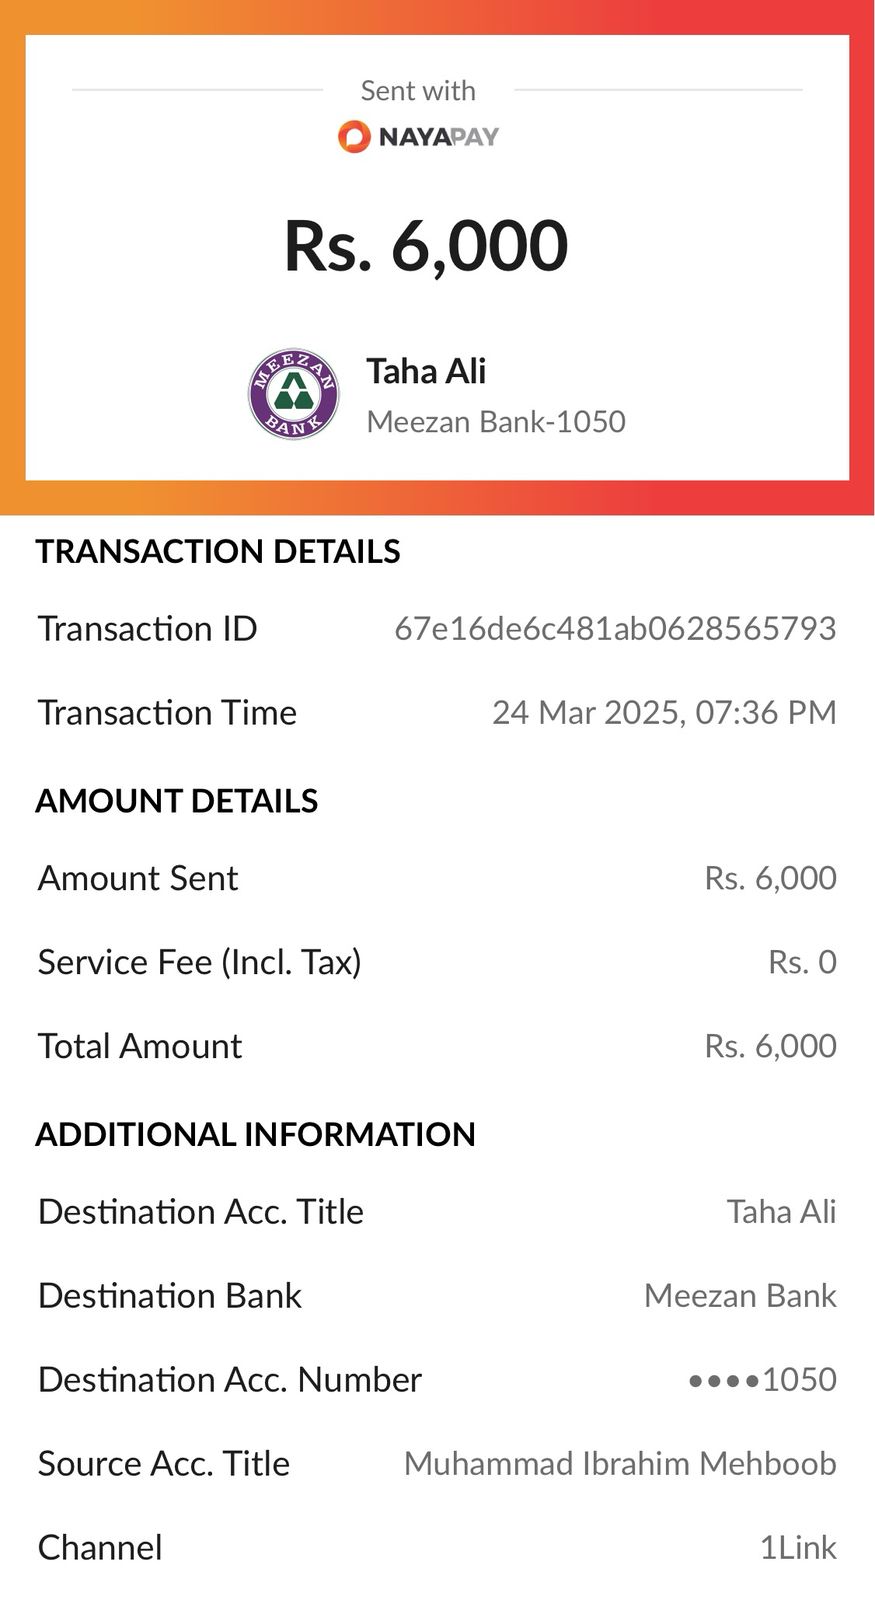 Sent with
NAYAPAY
Rs. 6,000
MEEZAN BANK
Taha Ali
Meezan Bank-1050
TRANSACTION DETAILS
Transaction ID 67e16de6c481ab0628565793
Transaction Time 24 Mar 2025, 07:36 PM
AMOUNT DETAILS
Amount Sent Rs. 6,000
Service Fee (Incl. Tax) Rs. 0
Total Amount Rs. 6,000
ADDITIONAL INFORMATION
Destination Acc. Title Taha Ali
Destination Bank Meezan Bank
Destination Acc. Number ••••1050
Source Acc. Title Muhammad Ibrahim Mehboob
Channel 1Link